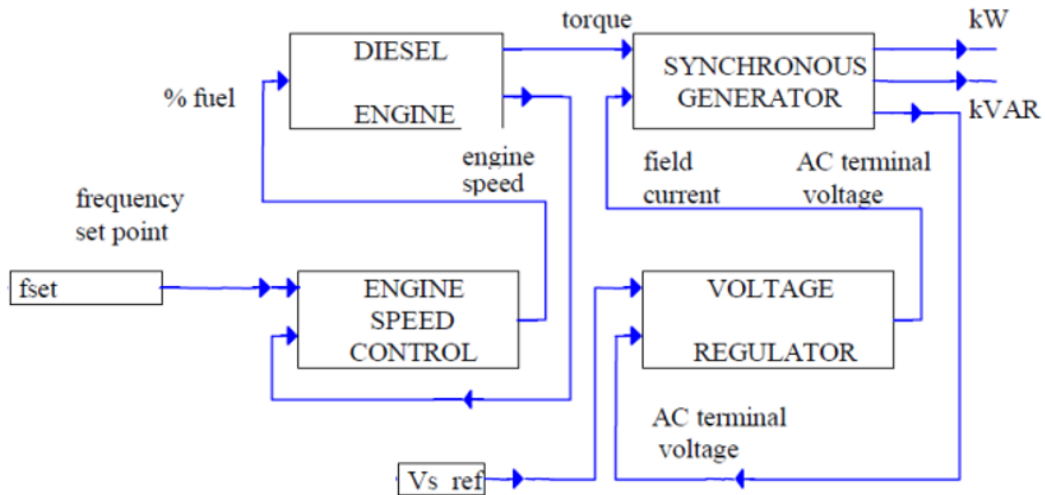 torque
kW
DIESEL
ENGINE
SYNCHRONOUS
GENERATOR
% fuel
kVAR
engine
speed
field
current
AC terminal
voltage
frequency
set point
fset
ENGINE
SPEED
CONTROL
VOLTAGE
REGULATOR
AC terminal
voltage
Vs ref